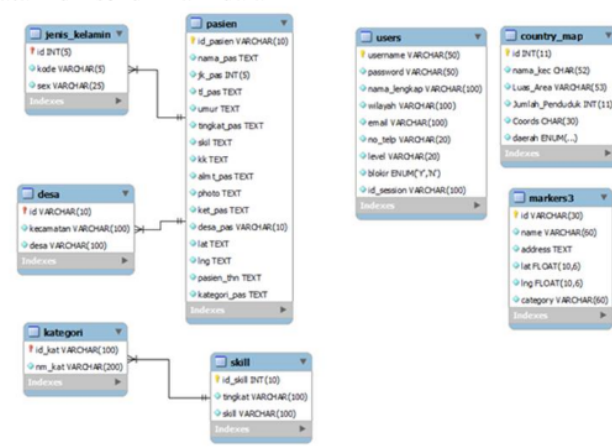 jenis_kelamin
id INT(5)
kode VARCHAR(5)
sex VARCHAR(25)
Indexes
desa
id VARCHAR(10)
kecamatan VARCHAR(100)
desa VARCHAR(100)
Indexes
kategori
id_kat VARCHAR(100)
nm_kat VARCHAR(200)
Indexes
pasien
id_pasien VARCHAR(10)
nama_pas TEXT
jk_pas INT(5)
tl_pas TEXT
umur TEXT
tingkat_pas TEXT
skil TEXT
kk TEXT
almt_pas TEXT
photo TEXT
ket_pas TEXT
desa_pas VARCHAR(10)
lat TEXT
lng TEXT
pasien_thn TEXT
kategori_pas TEXT
Indexes
skill
id_skill INT(10)
tingkat VARCHAR(100)
skill VARCHAR(100)
Indexes
users
username VARCHAR(50)
password VARCHAR(50)
nama_lengkap VARCHAR(100)
wilayah VARCHAR(100)
email VARCHAR(100)
no_telp VARCHAR(20)
level VARCHAR(20)
blokir ENUM('Y','N')
id_session VARCHAR(100)
Indexes
country_map
id INT(11)
nama_kec CHAR(52)
Luas_Area VARCHAR(53)
Jumlah_Penduduk INT(11)
Coords CHAR(30)
daerah ENUM(...)
Indexes
markers3
id VARCHAR(30)
name VARCHAR(60)
address TEXT
lat FLOAT(10,6)
lng FLOAT(10,6)
category VARCHAR(60)
Indexes